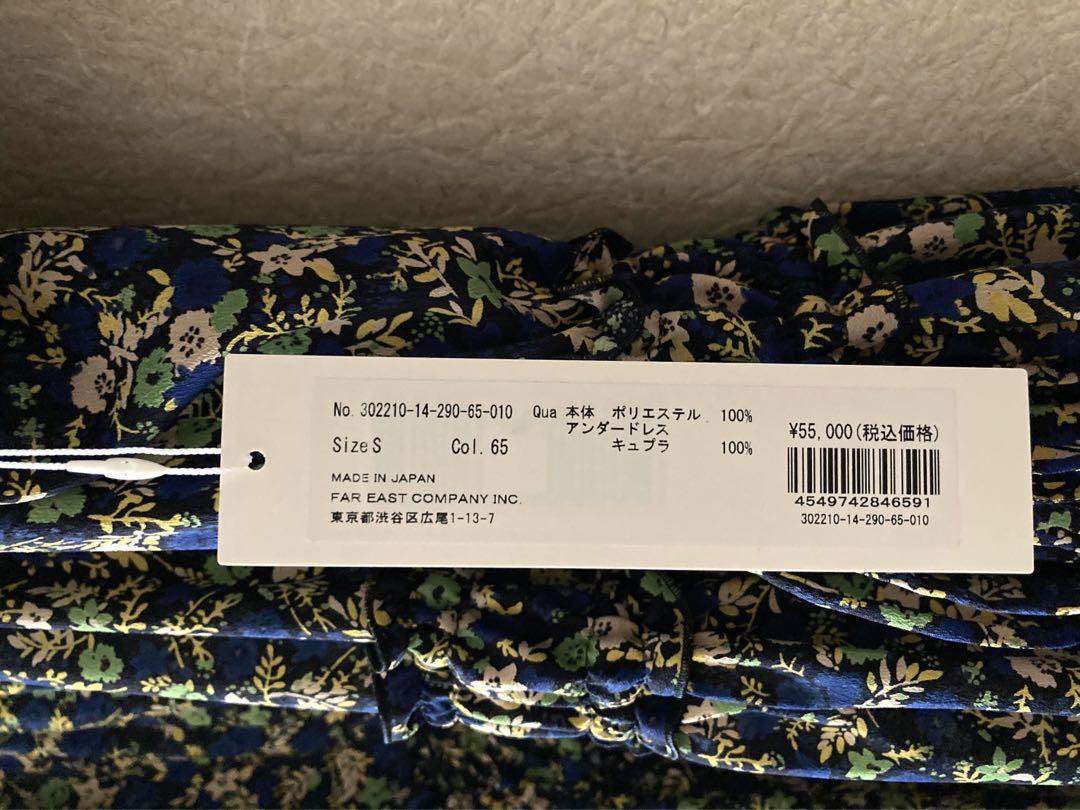 No. 302210-14-290-65-010 Qua 本体 ポリエステル 100%
アンダードレス
Size S Col. 65 キュプラ 100%
MADE IN JAPAN
FAR EAST COMPANY INC.
東京都渋谷区広尾1-13-7
¥55,000(税込価格)
4549742846591
302210-14-290-65-010